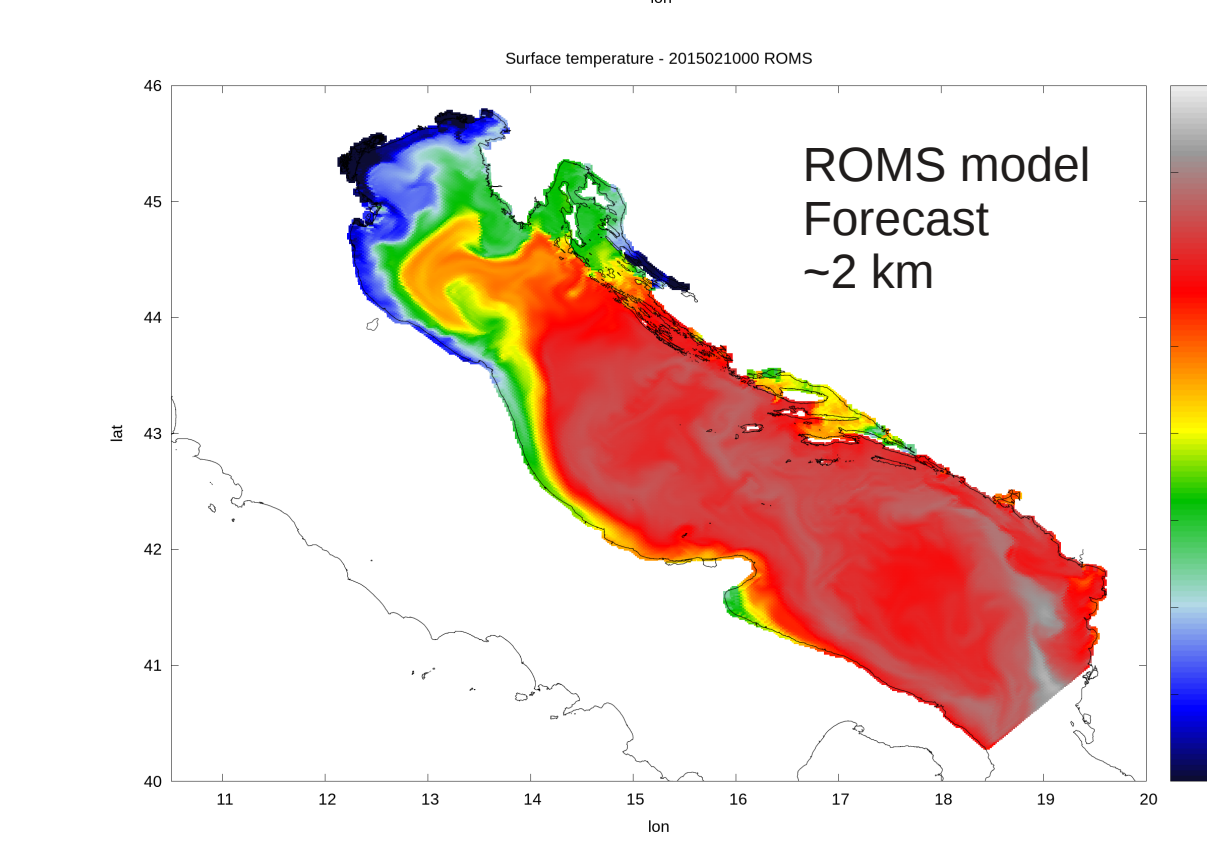 lon
Surface temperature - 2015021000 ROMS
ROMS model
Forecast
~2 km
46
45
44
43
42
41
40
lat
11 12 13 14 15 16 17 18 19 20
lon